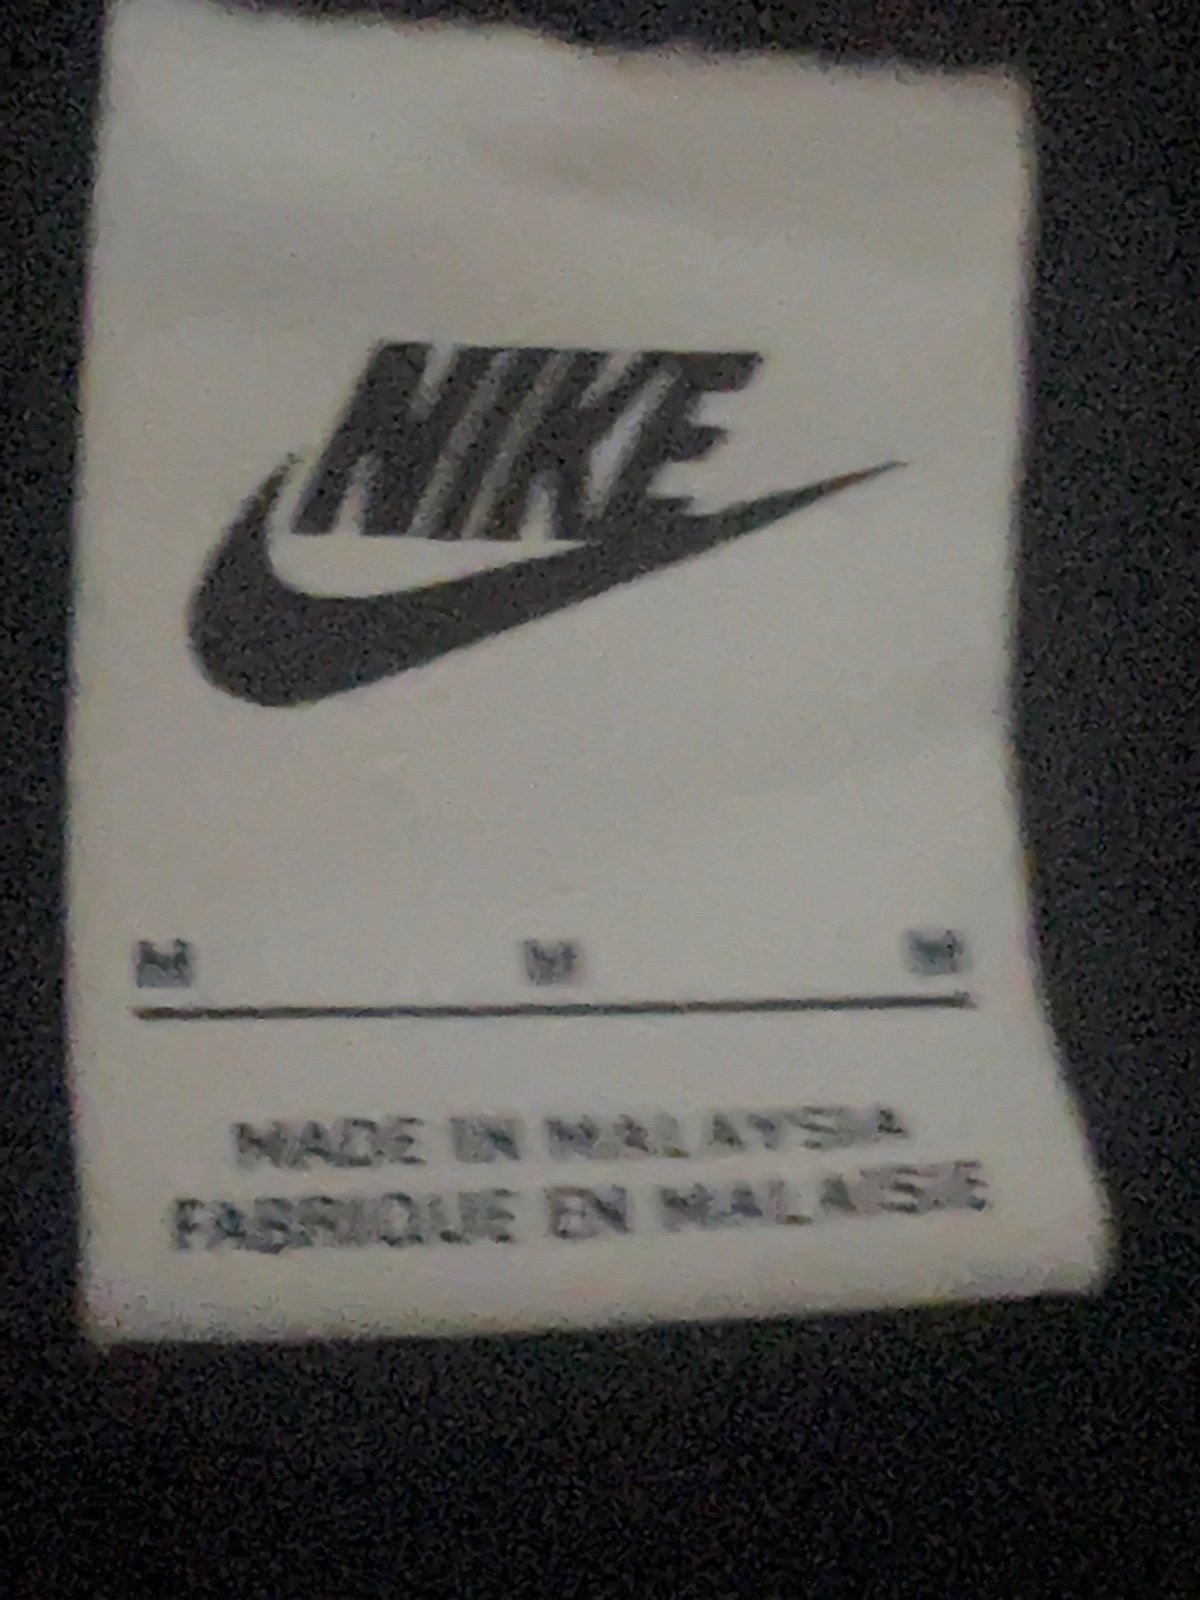 NIKE
M M M
MADE IN MALAYSIA
FABRIQUE EN MALAISIE